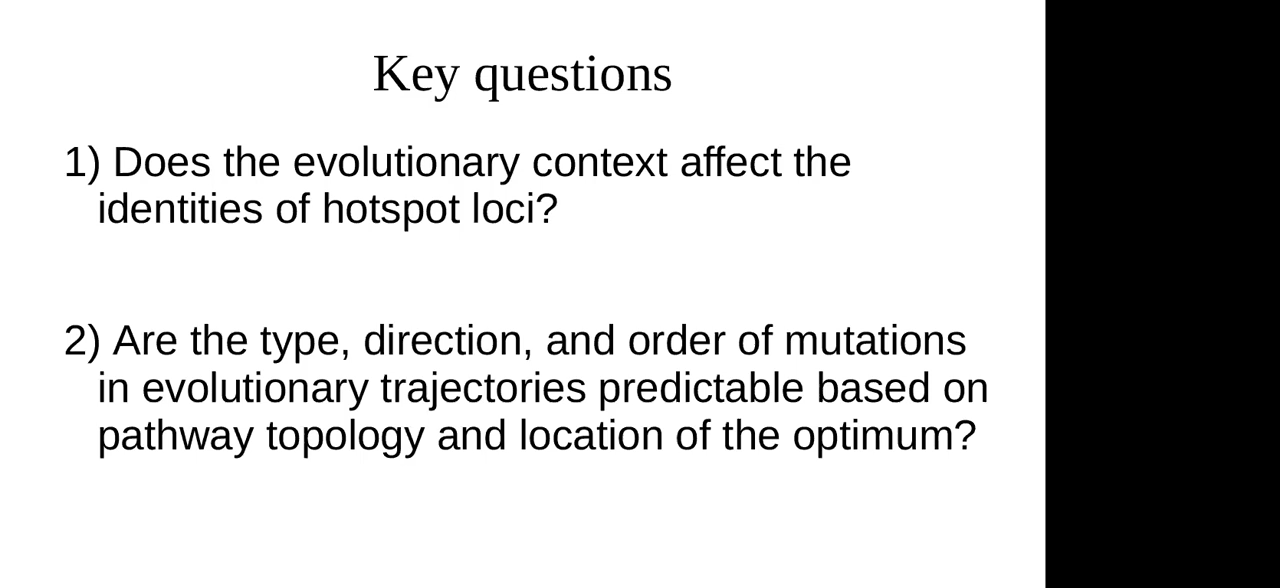 Key questions
1) Does the evolutionary context affect the
identities of hotspot loci?
2) Are the type, direction, and order of mutations
in evolutionary trajectories predictable based on
pathway topology and location of the optimum?